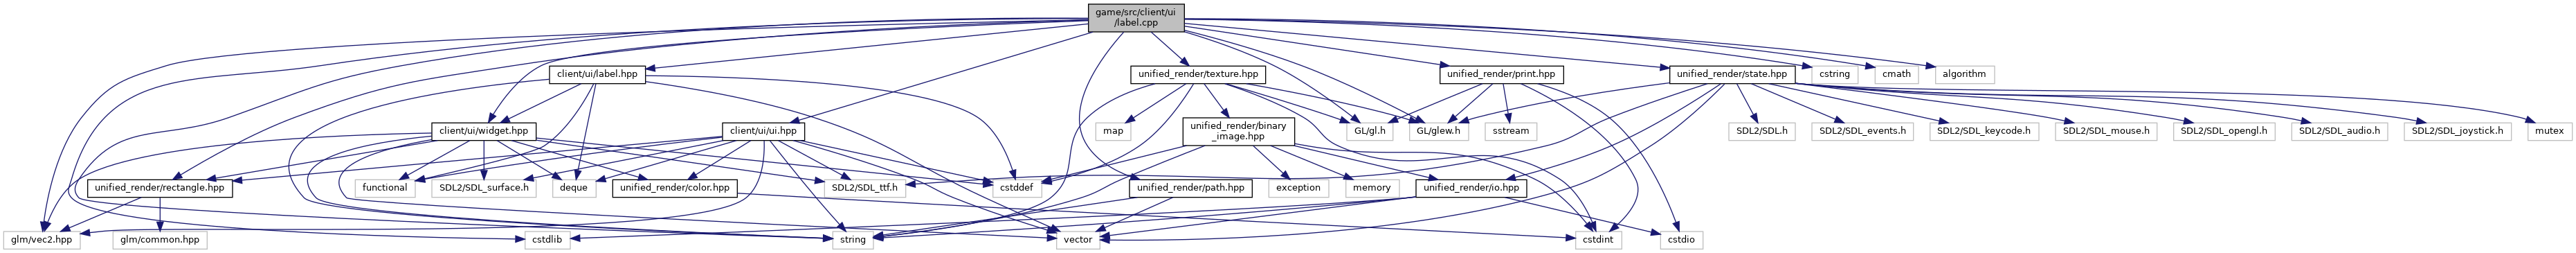 game/src/client/ui
/label.cpp
client/ui/label.hpp
unified_render/texture.hpp
unified_render/print.hpp
unified_render/state.hpp
cstring
cmath
algorithm
client/ui/widget.hpp
client/ui/ui.hpp
map
unified_render/binary
_image.hpp
GL/gl.h
GL/glew.h
sstream
SDL2/SDL.h
SDL2/SDL_events.h
SDL2/SDL_keycode.h
SDL2/SDL_mouse.h
SDL2/SDL_opengl.h
SDL2/SDL_audio.h
SDL2/SDL_joystick.h
mutex
unified_render/rectangle.hpp
functional
SDL2/SDL_surface.h
deque
unified_render/color.hpp
SDL2/SDL_ttf.h
cstddef
unified_render/path.hpp
exception
memory
unified_render/io.hpp
glm/vec2.hpp
glm/common.hpp
cstdlib
string
vector
cstdint
cstdio